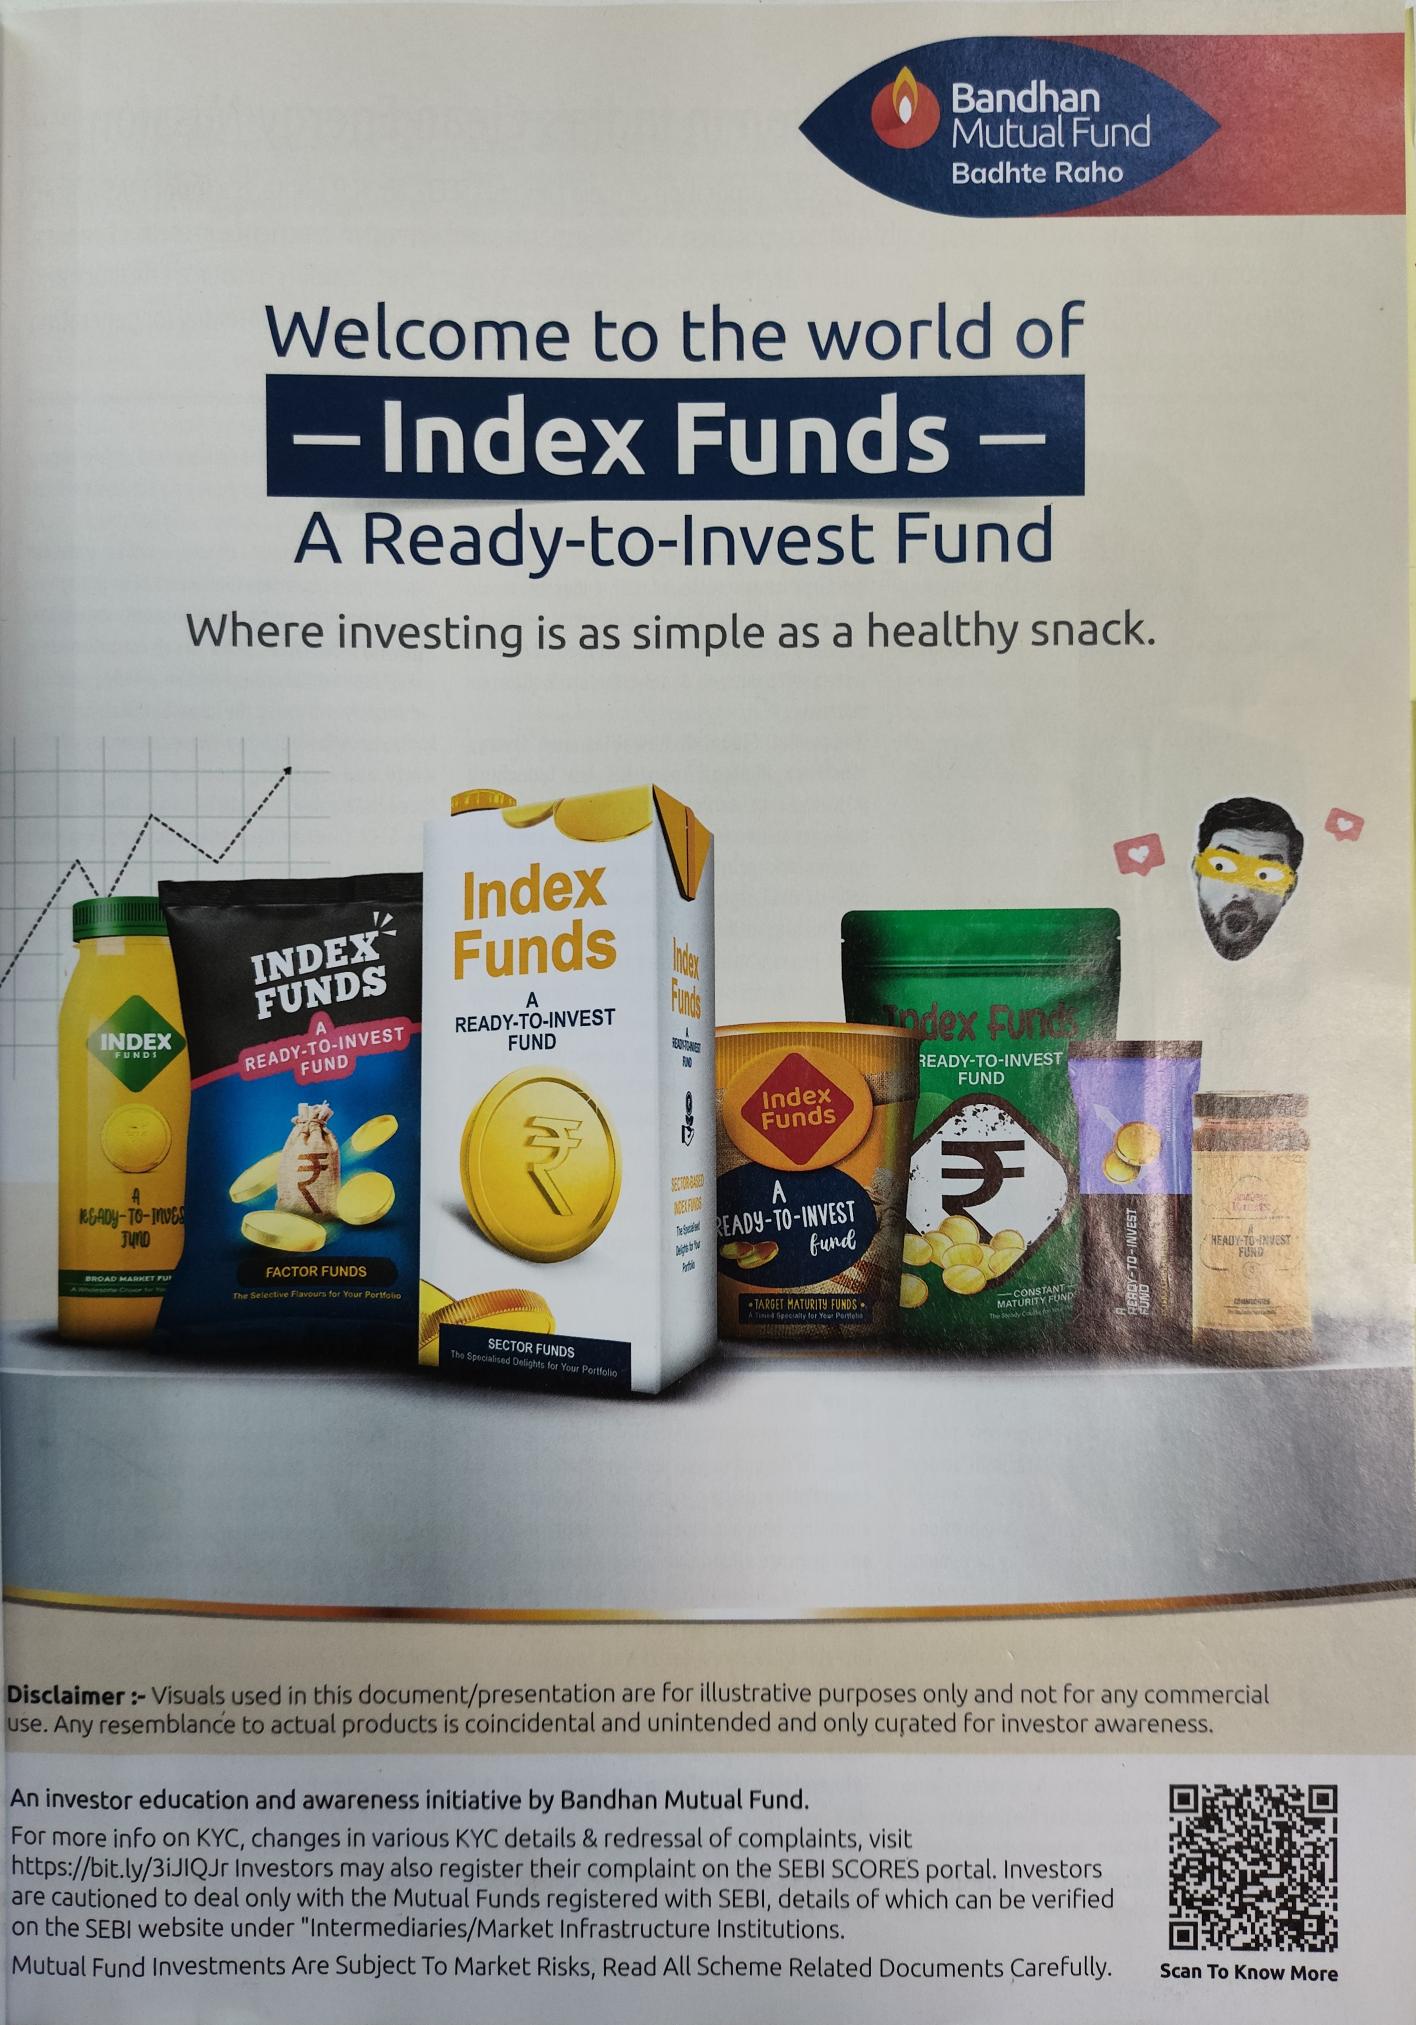 Bandhan
Mutual Fund
Badhte Raho
Welcome to the world of
— Index Funds —
A Ready-to-Invest Fund
Where investing is as simple as a healthy snack.
INDEX
FUNDS
A
READY-TO-INVES
FUND
BROAD MARKET FU
INDEX
FUNDS
A
READY-TO-INVEST
FUND
FACTOR FUNDS
The Selective Flavours for Your Portfolio
Index
Funds
A
READY-TO-INVEST
FUND
SECTOR FUNDS
The Specialised Delights for Your Portfolio
Index
Funds
A
READY-TO-INVEST
FUND
SECTOR-BASED
INDEX FUNDS
The Specialised
Delights for Your
Portfolio
Index
Funds
A
READY-TO-INVEST
fund
• TARGET MATURITY FUNDS •
A Timed Specialty for Your Portfolio
Index Funds
READY-TO-INVEST
FUND
CONSTANT
MATURITY FUND
A
READY-TO-INVEST
FUND
A
READY-TO-INVEST
FUND
Disclaimer :- Visuals used in this document/presentation are for illustrative purposes only and not for any commercial
use. Any resemblance to actual products is coincidental and unintended and only curated for investor awareness.
An investor education and awareness initiative by Bandhan Mutual Fund.
For more info on KYC, changes in various KYC details & redressal of complaints, visit
https://bit.ly/3iJIQJr Investors may also register their complaint on the SEBI SCORES portal. Investors
are cautioned to deal only with the Mutual Funds registered with SEBI, details of which can be verified
on the SEBI website under "Intermediaries/Market Infrastructure Institutions.
Mutual Fund Investments Are Subject To Market Risks, Read All Scheme Related Documents Carefully.
Scan To Know More